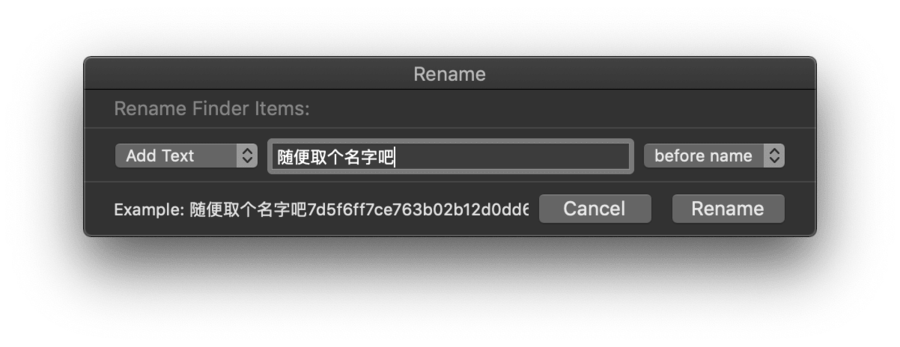 Rename
Rename Finder Items:
Add Text 随便取个名字吧 before name
Example: 随便取个名字吧7d5f6ff7ce763b02b12d0dd6 Cancel Rename